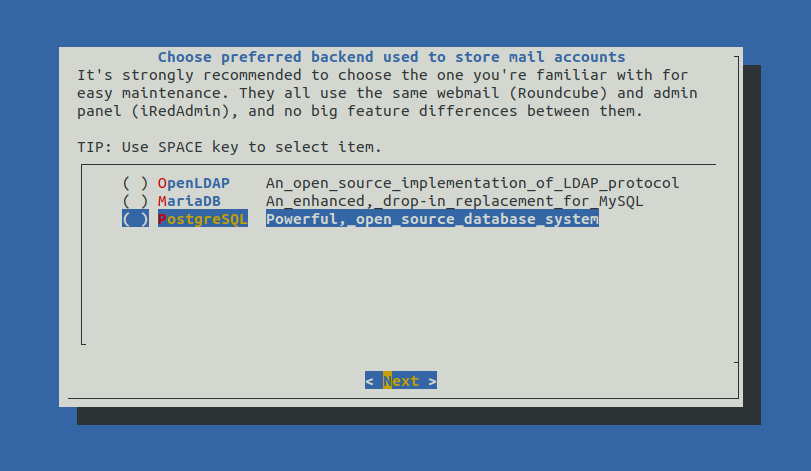 Choose preferred backend used to store mail accounts
It's strongly recommended to choose the one you're familiar with for
easy maintenance. They all use the same webmail (Roundcube) and admin
panel (iRedAdmin), and no big feature differences between them.
TIP: Use SPACE key to select item.
( ) OpenLDAP An_open_source_implementation_of_LDAP_protocol
( ) MariaDB An_enhanced,_drop-in_replacement_for_MySQL
( ) PostgreSQL Powerful,_open_source_database_system
< Next >